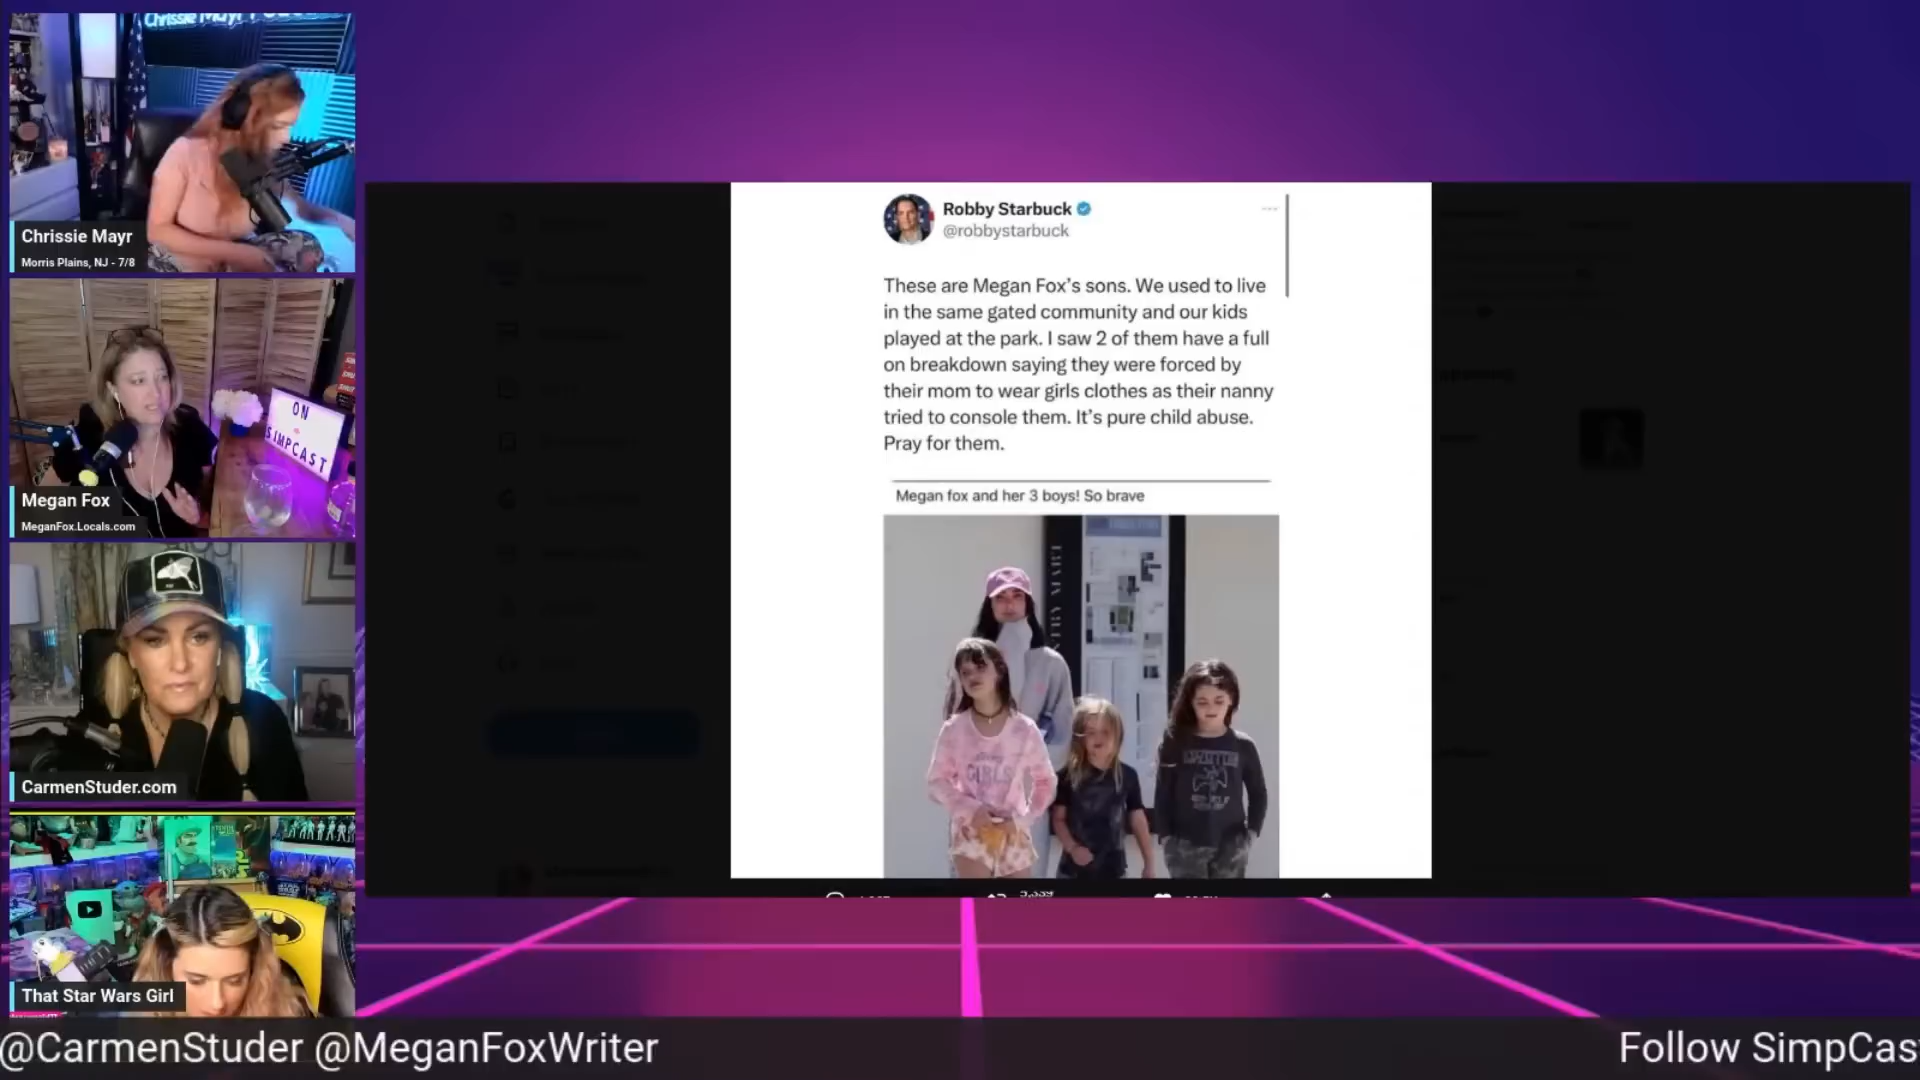 Chrissie Mayr
Chrissie Mayr
Morris Plains, NJ - 7/8
ON
SIMPCAST
Megan Fox
MeganFox.Locals.com
CarmenStuder.com
That Star Wars Girl
Robby Starbuck
@robbystarbuck
These are Megan Fox’s sons. We used to live
in the same gated community and our kids
played at the park. I saw 2 of them have a full
on breakdown saying they were forced by
their mom to wear girls clothes as their nanny
tried to console them. It’s pure child abuse.
Pray for them.
Megan fox and her 3 boys! So brave
GIRLS
@CarmenStuder @MeganFoxWriter
Follow SimpCas